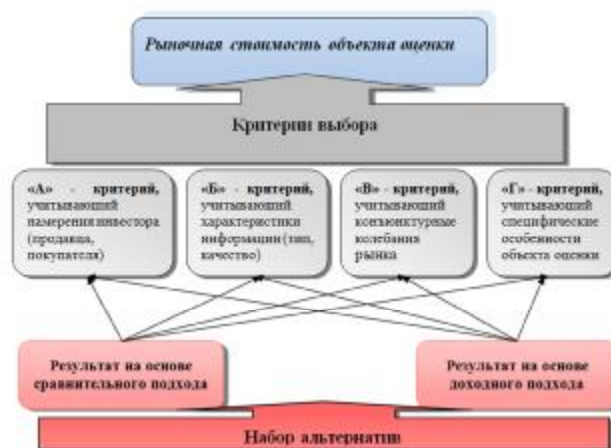 Рыночная стоимость объекта оценки
Критерии выбора
«А» - критерий,
учитывающий
намерения инвестора
(продавца,
покупателя)
«Б» - критерий,
учитывающий
характеристики
информации (тип,
качество)
«В» - критерий,
учитывающий
конъюнктурные
колебания
рынка
«Г» - критерий,
учитывающий
специфические
особенности
объекта оценки
Результат на основе
сравнительного подхода
Результат на основе
доходного подхода
Набор альтернатив